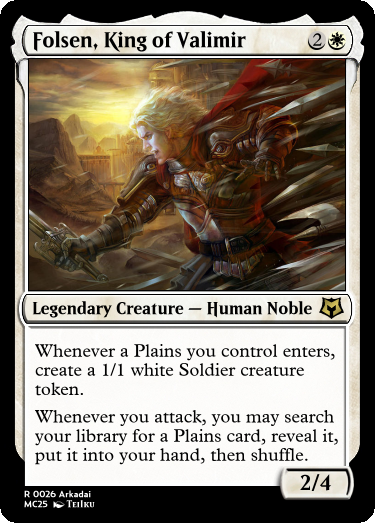 Folsen, King of Valimir 2
Legendary Creature — Human Noble
Whenever a Plains you control enters,
create a 1/1 white Soldier creature
token.
Whenever you attack, you may search
your library for a Plains card, reveal it,
put it into your hand, then shuffle.
2/4
R 0026 Arkadai
MC25 TEIIKU